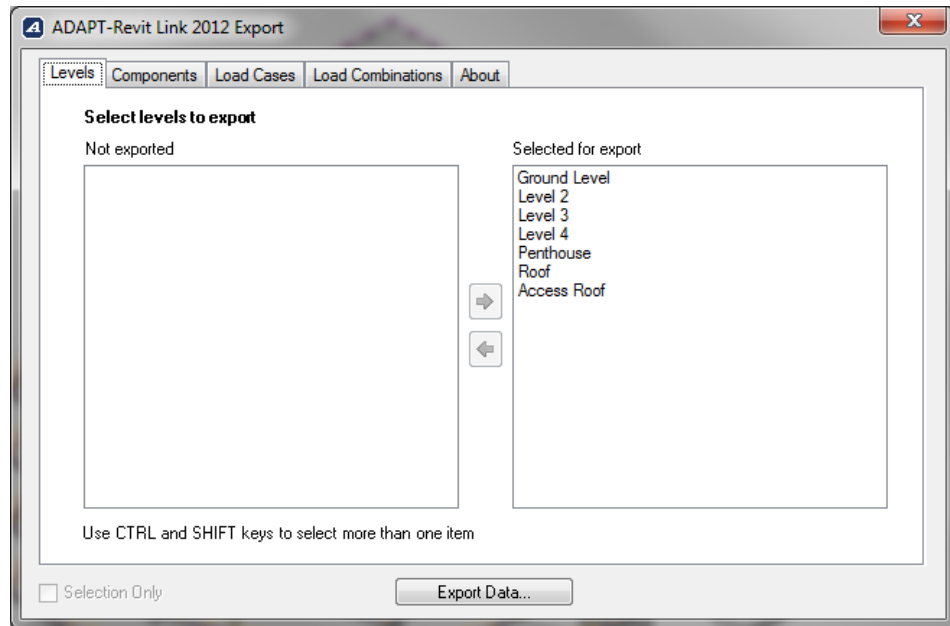 ADAPT-Revit Link 2012 Export
Levels Components Load Cases Load Combinations About
Select levels to export
Not exported
Selected for export
Ground Level
Level 2
Level 3
Level 4
Penthouse
Roof
Access Roof
Use CTRL and SHIFT keys to select more than one item
Selection Only
Export Data...